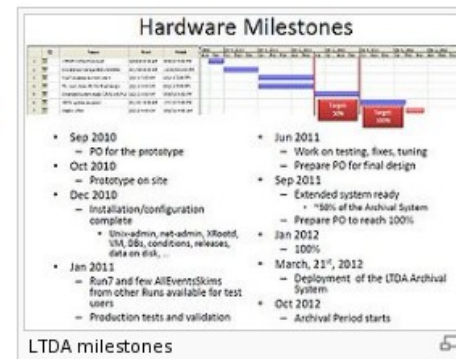 Hardware Milestones
Target
50%
Target
100%
• Sep 2010
– PO for the prototype
• Oct 2010
– Prototype on site
• Dec 2010
– Installation/configuration
complete
• Unix-admin, net-admin, XRootd,
VM, DBs, conditions, releases,
data on disk, ...
• Jan 2011
– Run7 and few AllEventsSkims
from other Runs available for test
users
– Production tests and validation
• Jun 2011
– Work on testing, fixes, tuning
– Prepare PO for final design
• Sep 2011
– Extended system ready
• ~50% of the Archival System
– Prepare PO to reach 100%
• Jan 2012
– 100%
• March, 21st, 2012
– Deployment of the LTDA Archival
System
• Oct 2012
– Archival Period starts
LTDA milestones